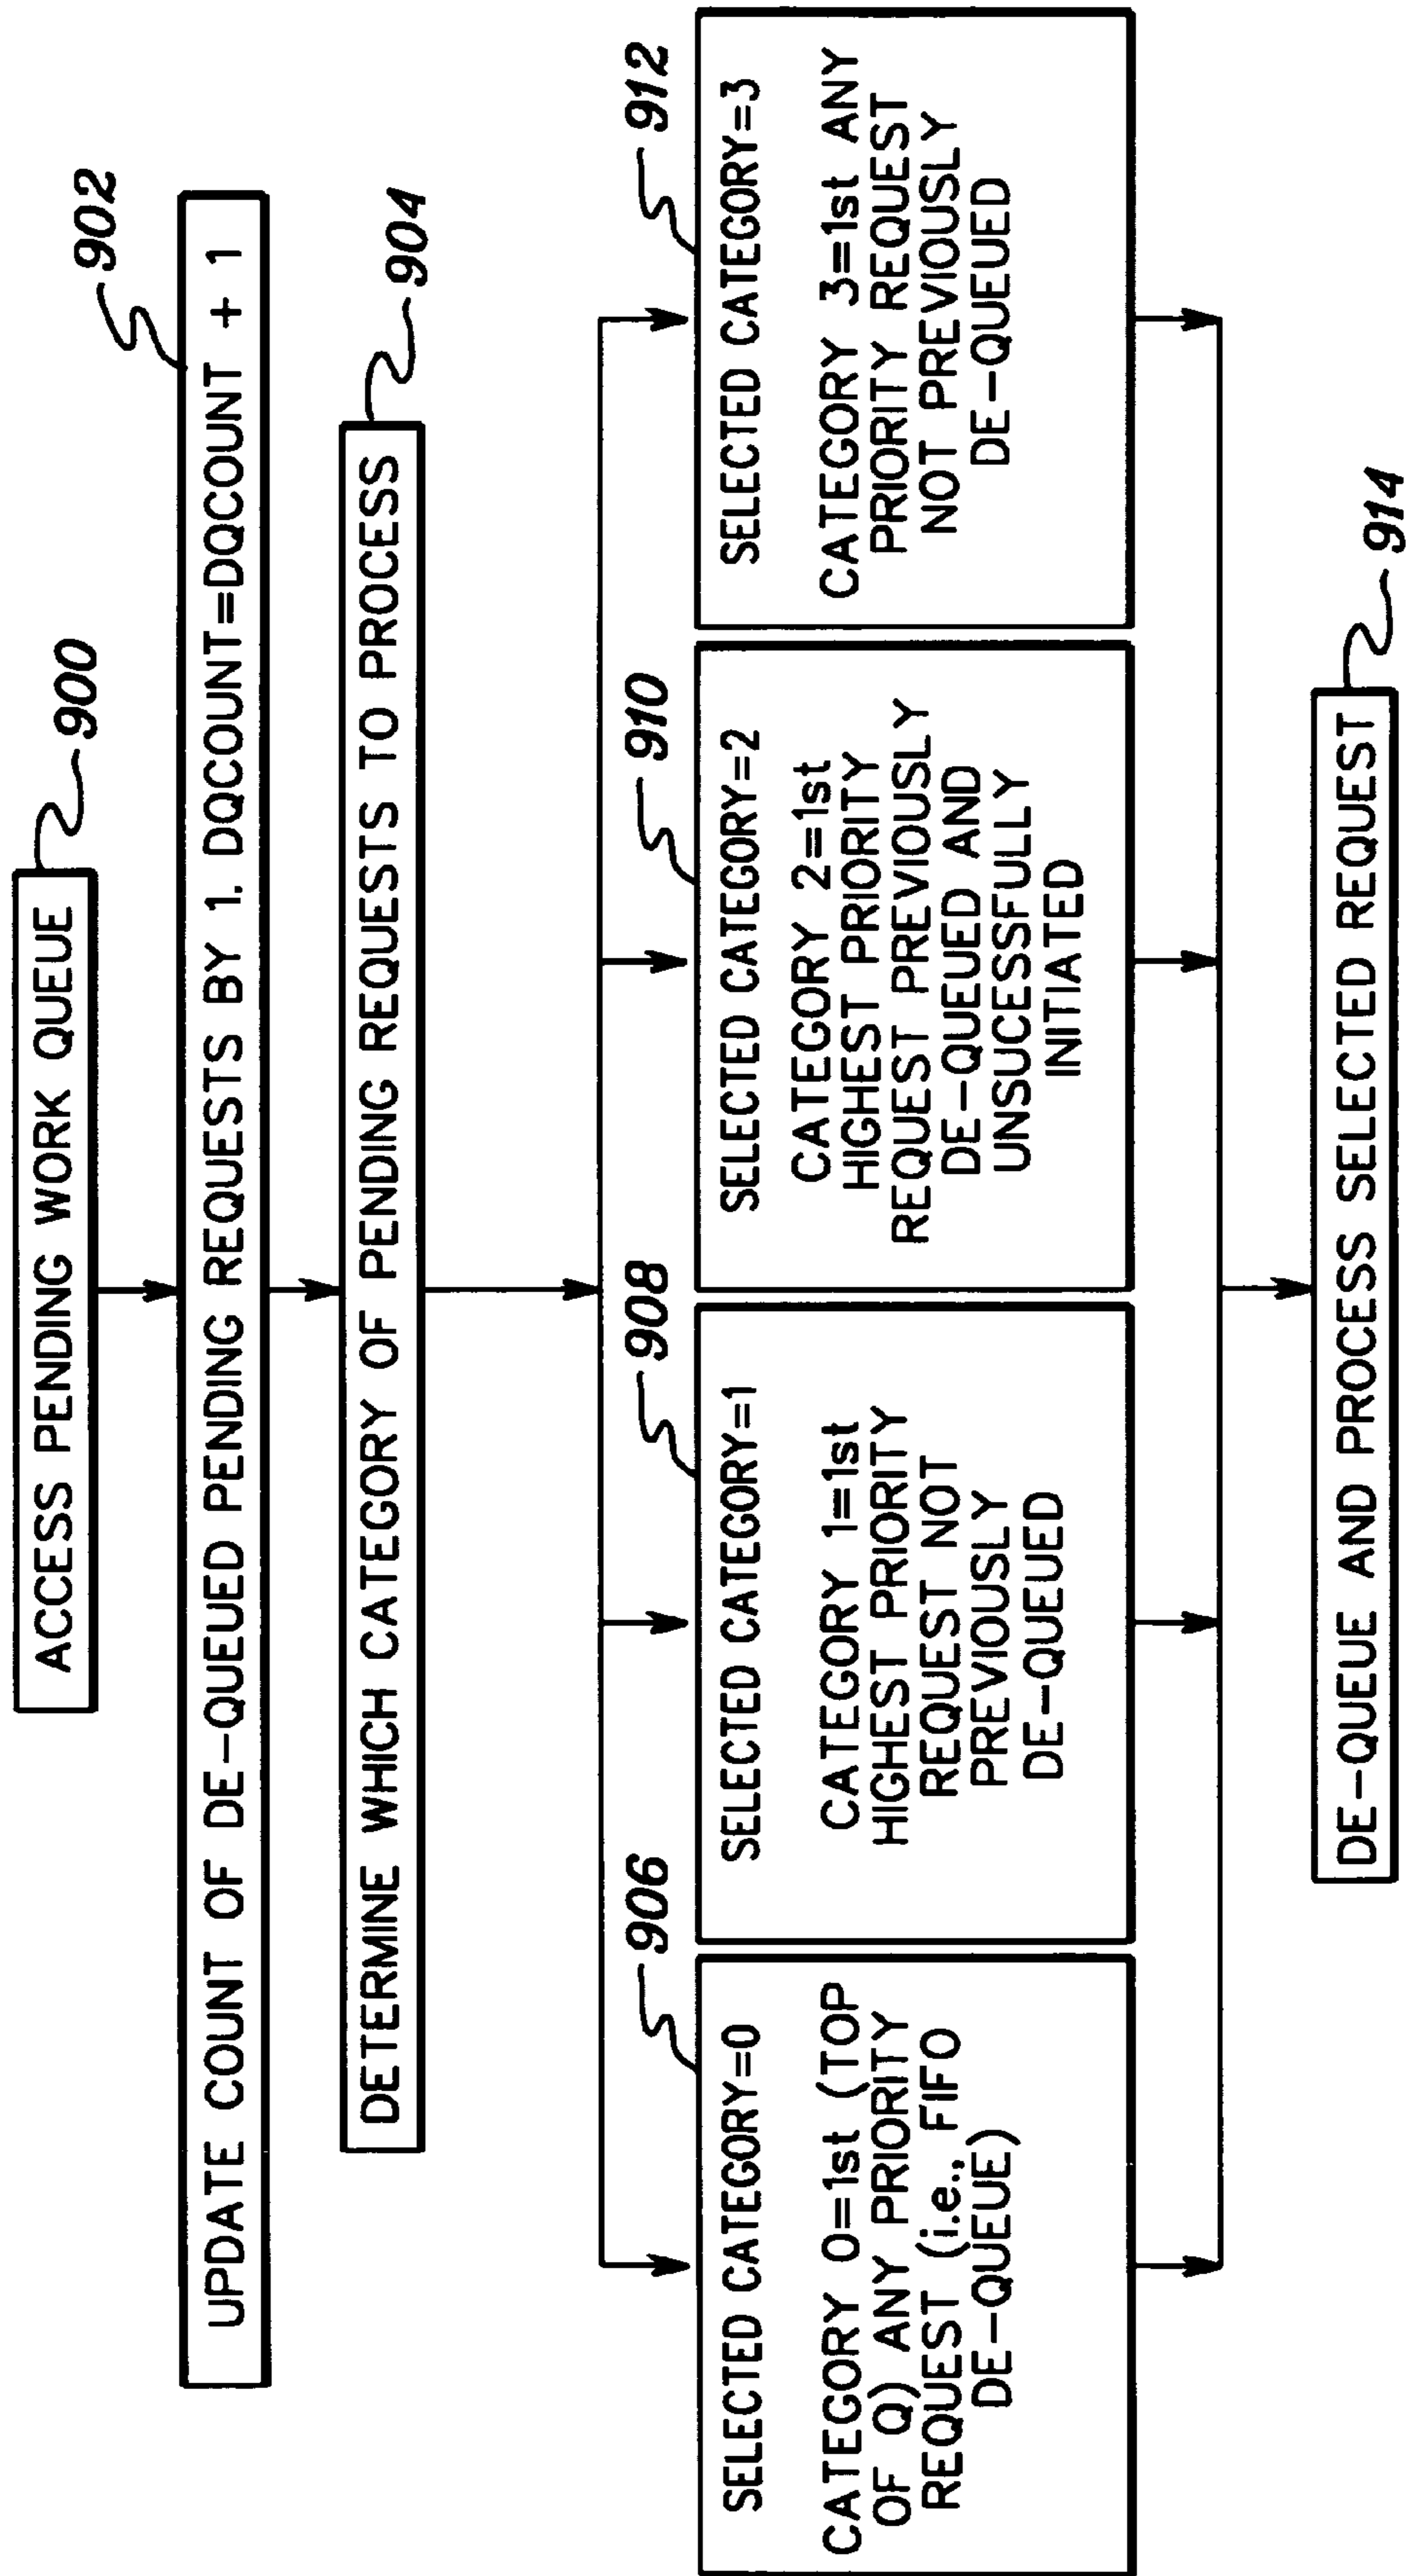 ACCESS PENDING WORK QUEUE
900
UPDATE COUNT OF DE-QUEUED PENDING REQUESTS BY 1. DQCOUNT=DQCOUNT + 1
902
DETERMINE WHICH CATEGORY OF PENDING REQUESTS TO PROCESS
904
906
SELECTED CATEGORY=0
CATEGORY 0=1st (TOP
OF Q) ANY PRIORITY
REQUEST (i.e., FIFO
DE-QUEUE)
908
SELECTED CATEGORY=1
CATEGORY 1=1st
HIGHEST PRIORITY
REQUEST NOT
PREVIOUSLY
DE-QUEUED
910
SELECTED CATEGORY=2
CATEGORY 2=1st
HIGHEST PRIORITY
REQUEST PREVIOUSLY
DE-QUEUED AND
UNSUCESSFULLY
INITIATED
912
SELECTED CATEGORY=3
CATEGORY 3=1st ANY
PRIORITY REQUEST
NOT PREVIOUSLY
DE-QUEUED
DE-QUEUE AND PROCESS SELECTED REQUEST
914